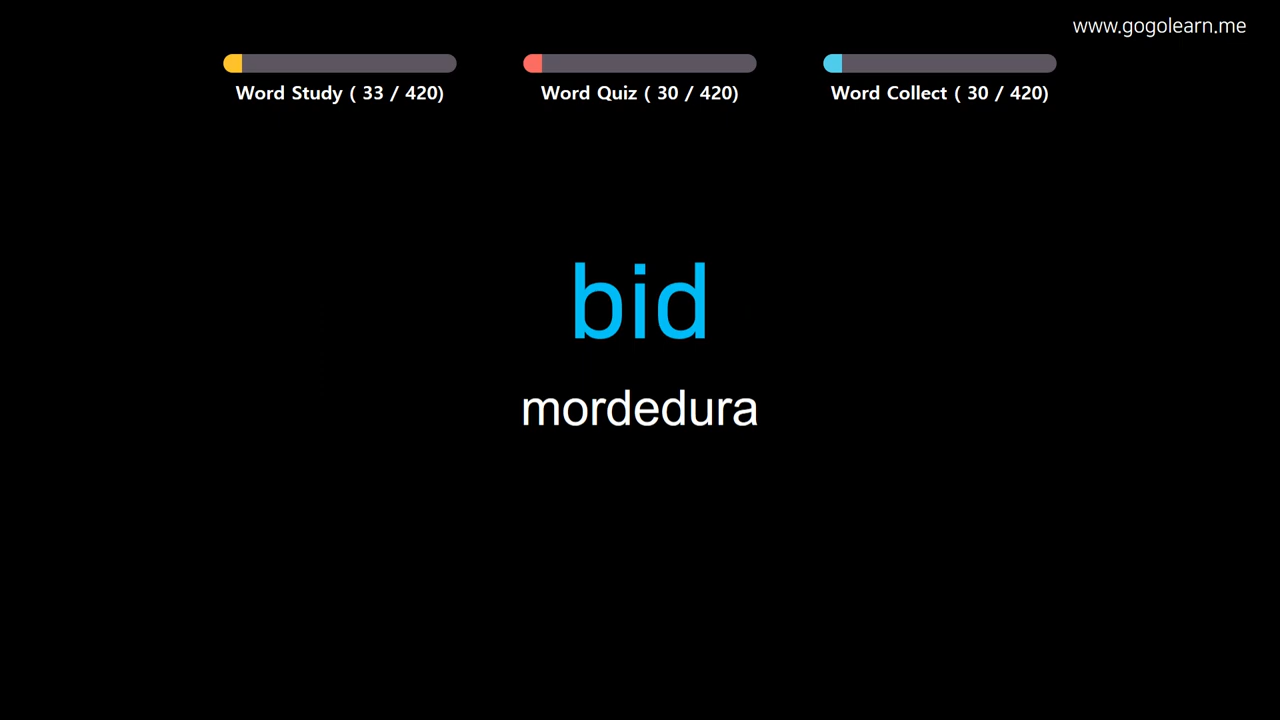 www.gogolearn.me
Word Study ( 33 / 420)
Word Quiz ( 30 / 420)
Word Collect ( 30 / 420)
bid
mordedura